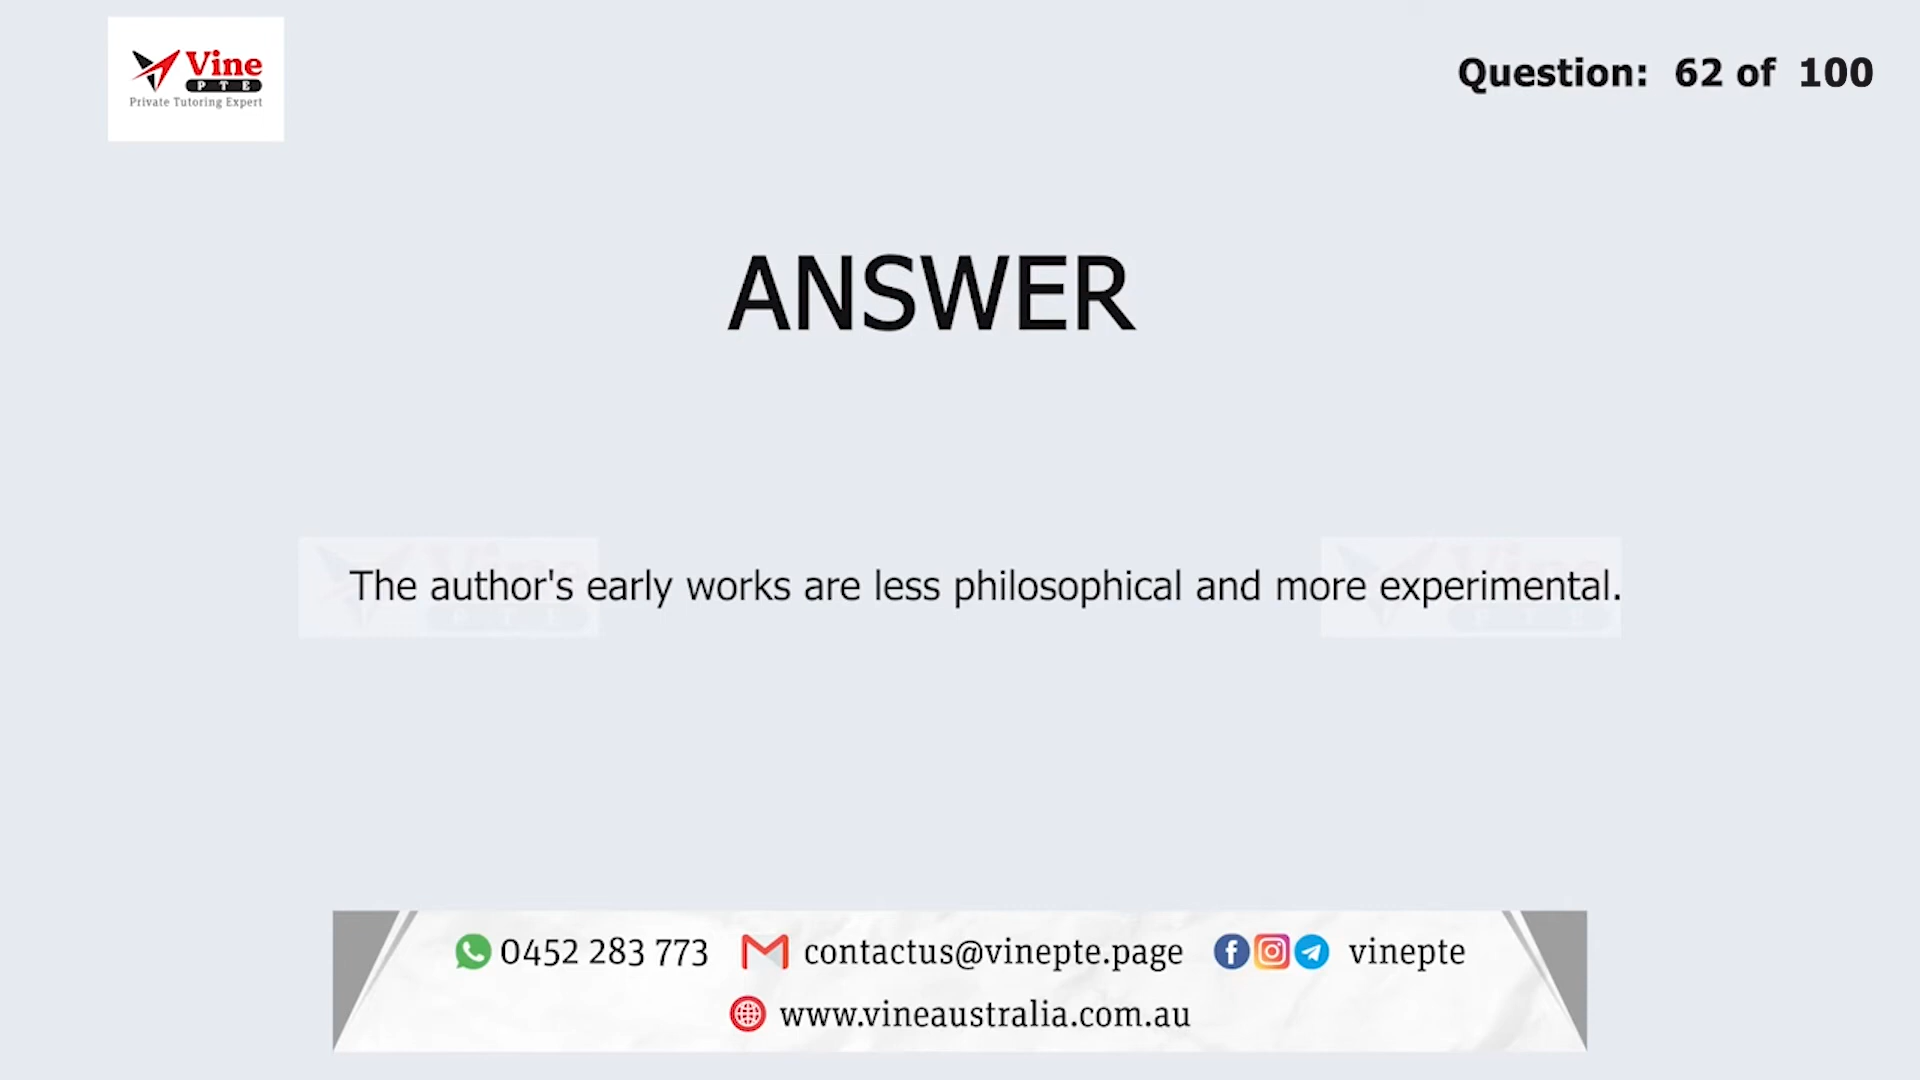 Vine
PTE
Private Tutoring Expert
Question: 62 of 100
ANSWER
The author's early works are less philosophical and more experimental.
0452 283 773 contactus@vinepte.page vinepte
www.vineaustralia.com.au